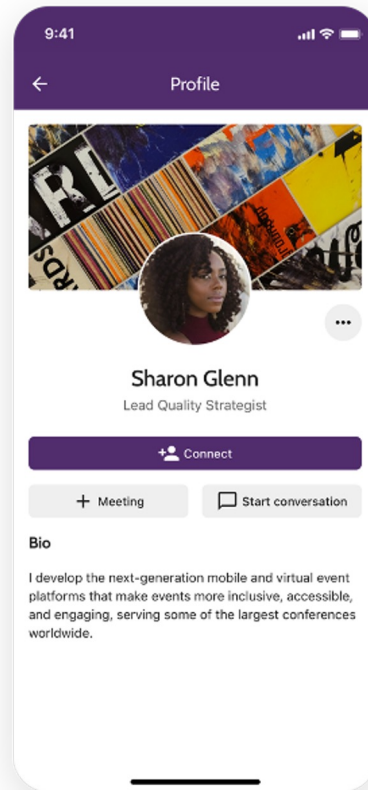 9:41
Profile
ARD
Sharon Glenn
Lead Quality Strategist
Connect
Meeting
Start conversation
Bio
I develop the next-generation mobile and virtual event
platforms that make events more inclusive, accessible,
and engaging, serving some of the largest conferences
worldwide.